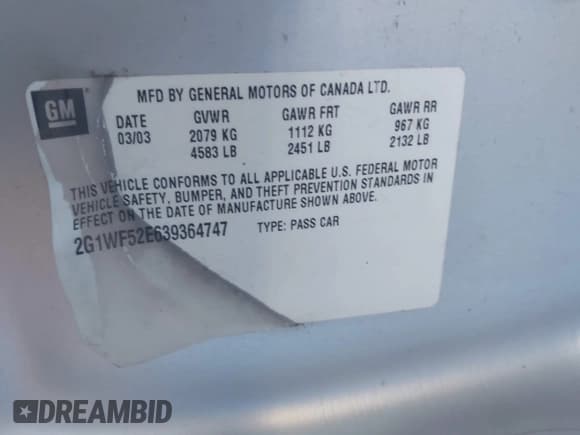 GM
MFD BY GENERAL MOTORS OF CANADA LTD.
DATE GVWR GAWR FRT GAWR RR
03/03 2079 KG 1112 KG 967 KG
4583 LB 2451 LB 2132 LB
THIS VEHICLE CONFORMS TO ALL APPLICABLE U.S. FEDERAL MOTOR
VEHICLE SAFETY, BUMPER, AND THEFT PREVENTION STANDARDS IN
EFFECT ON THE DATE OF MANUFACTURE SHOWN ABOVE.
2G1WF52E639364747 TYPE: PASS CAR
DREAMBID